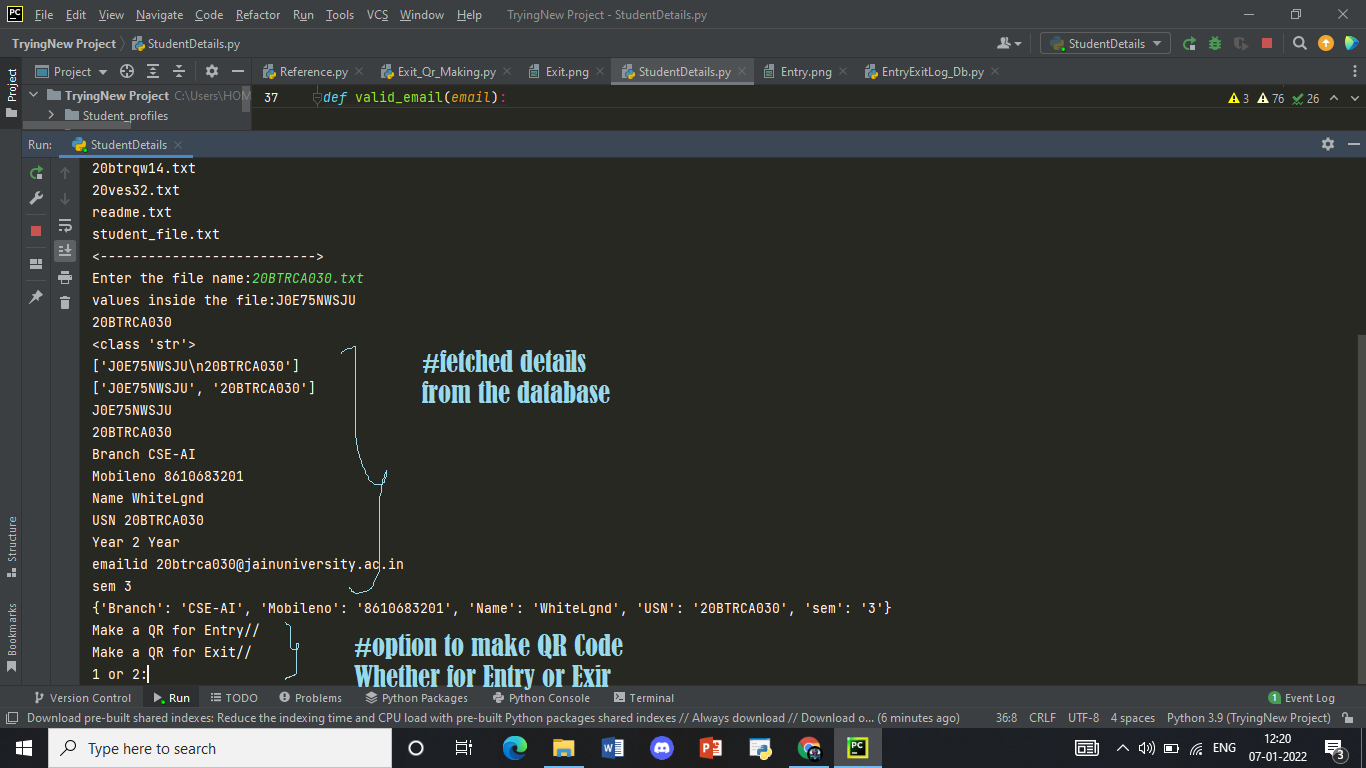 File Edit View Navigate Code Refactor Run Tools VCS Window Help TryingNew Project - StudentDetails.py
TryingNew Project StudentDetails.py StudentDetails
Project Reference.py Exit_Qr_Making.py Exit.png StudentDetails.py Entry.png EntryExitLog_Db.py
Project
TryingNew Project C:\Users\HOM
37 def valid_email(email): 3 76 26
Student_profiles
Run: StudentDetails
20btrqw14.txt
20ves32.txt
readme.txt
student_file.txt
<--------------------------->
Enter the file name:20BTRCA030.txt
values inside the file:J0E75NWSJU
20BTRCA030
<class 'str'>
['J0E75NWSJU\n20BTRCA030']
['J0E75NWSJU', '20BTRCA030']
J0E75NWSJU
20BTRCA030
Branch CSE-AI
Mobileno 8610683201
Name WhiteLgnd
USN 20BTRCA030
Year 2 Year
emailid 20btrca030@jainuniversity.ac.in
sem 3
{'Branch': 'CSE-AI', 'Mobileno': '8610683201', 'Name': 'WhiteLgnd', 'USN': '20BTRCA030', 'sem': '3'}
Make a QR for Entry//
Make a QR for Exit//
1 or 2:
#fetched details
from the database
#option to make QR Code
Whether for Entry or Exir
Structure
Bookmarks
Version Control Run TODO Problems Python Packages Python Console Terminal 1 Event Log
Download pre-built shared indexes: Reduce the indexing time and CPU load with pre-built Python packages shared indexes // Always download // Download o... (6 minutes ago) 36:8 CRLF UTF-8 4 spaces Python 3.9 (TryingNew Project)
Type here to search ENG 12:20
07-01-2022 3